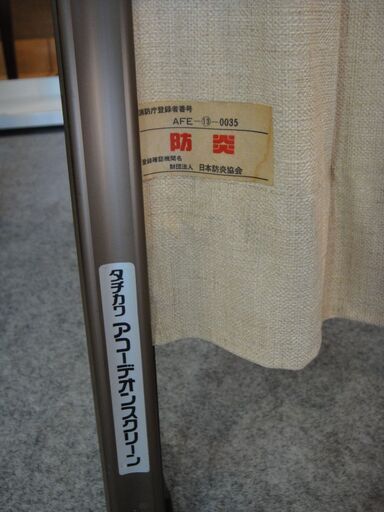 消防庁登録者番号
AFE-⑬-0035
防炎
登録確認機関名
財団法人 日本防炎協会
タチカワ アコーデオンスクリーン